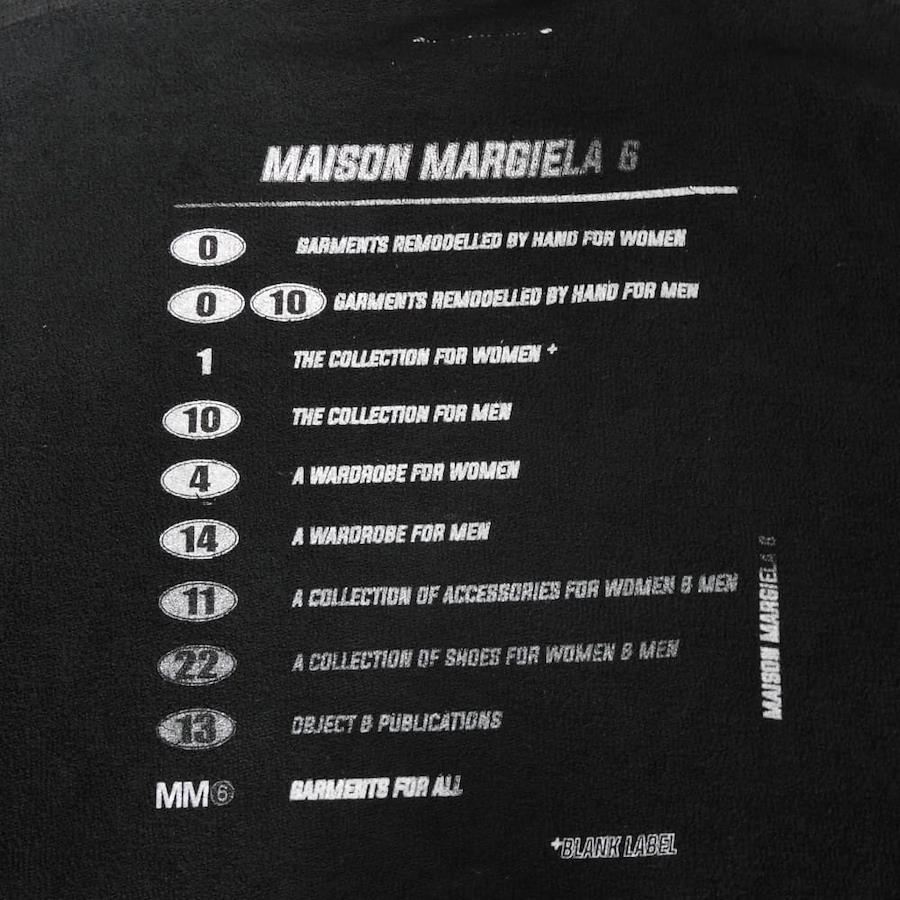 MAISON MARGIELA 6
0 GARMENTS REMODELLED BY HAND FOR WOMEN
0 10 GARMENTS REMODELLED BY HAND FOR MEN
1 THE COLLECTION FOR WOMEN +
10 THE COLLECTION FOR MEN
4 A WARDROBE FOR WOMEN
14 A WARDROBE FOR MEN
11 A COLLECTION OF ACCESSORIES FOR WOMEN & MEN
22 A COLLECTION OF SHOES FOR WOMEN & MEN
13 OBJECT & PUBLICATIONS
MM6 GARMENTS FOR ALL
+BLANK LABEL
MAISON MARGIELA 6